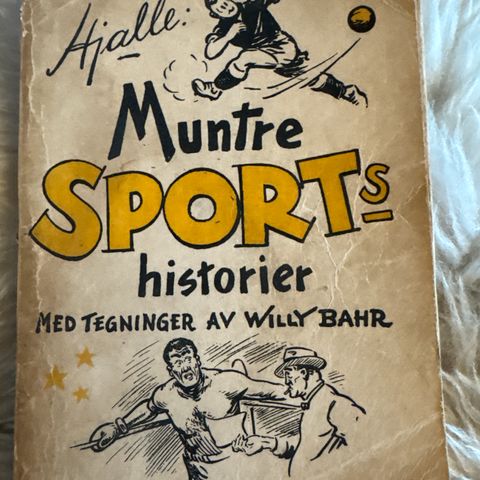 Hjalle:
Muntre
SPORTs
historier
MED TEGNINGER AV WILLY BAHR